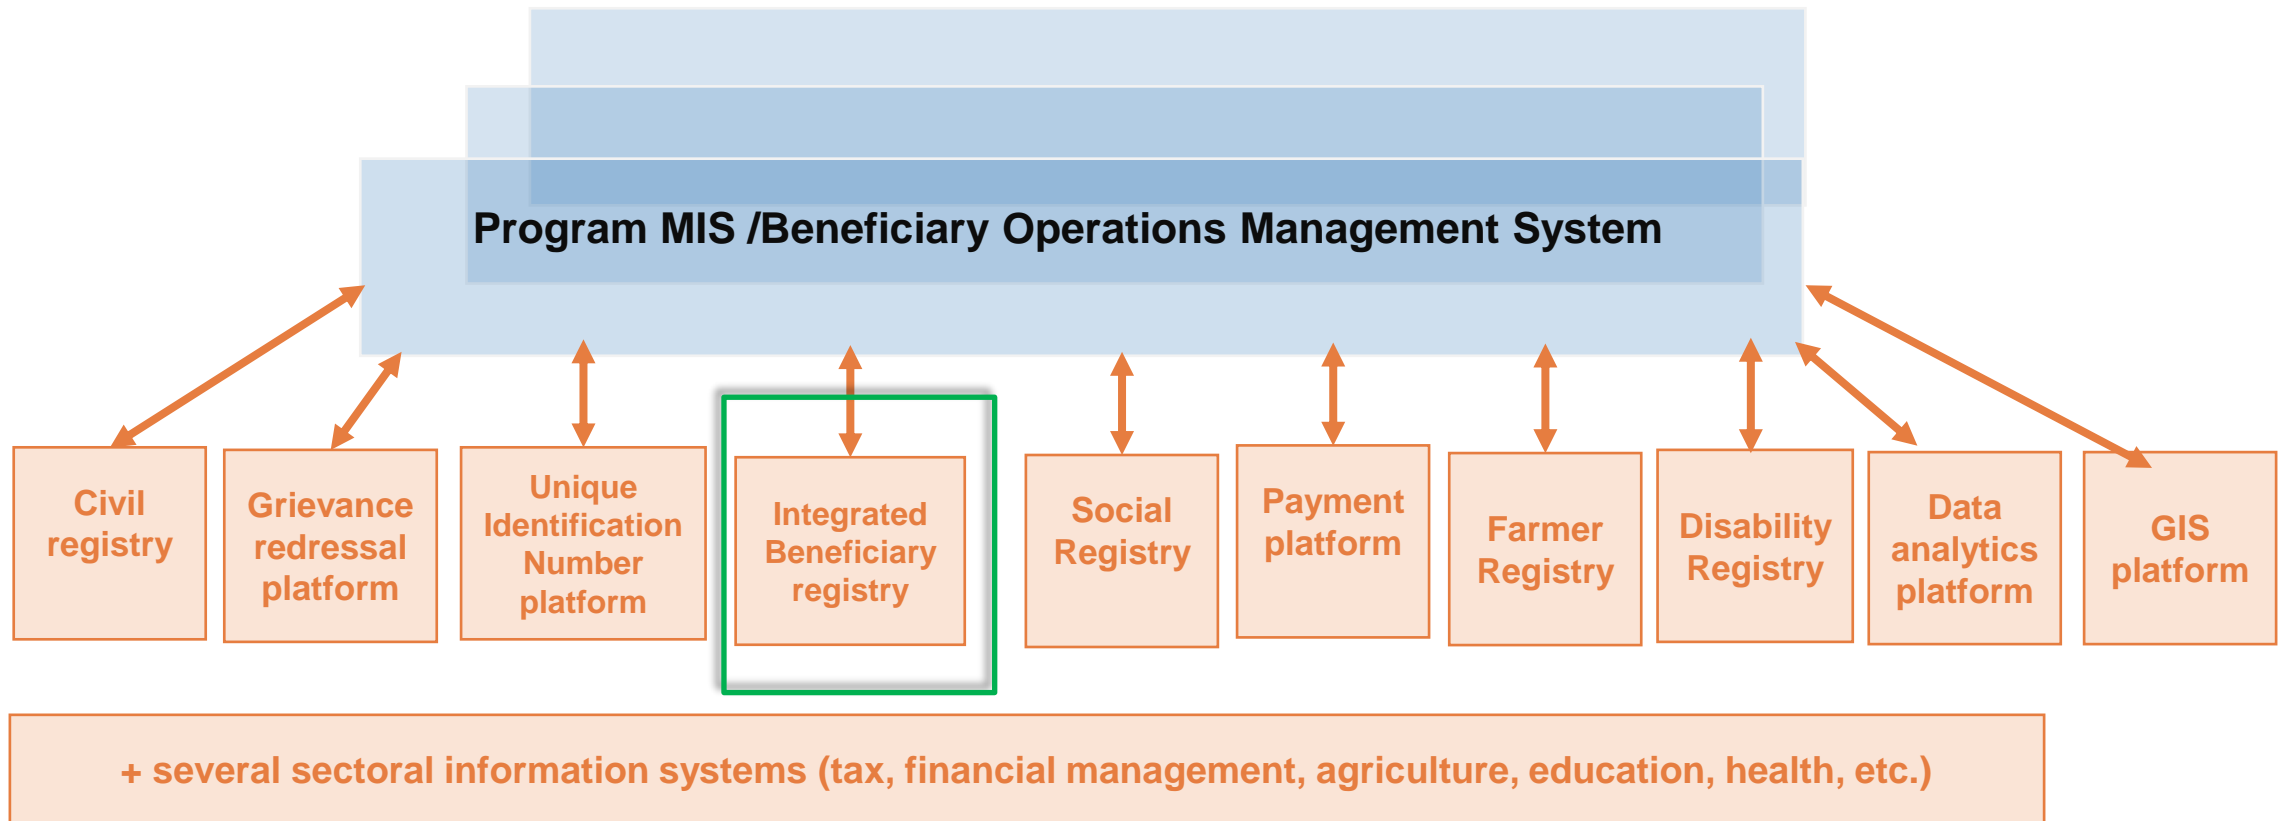 Program MIS /Beneficiary Operations Management System
Civil
registry
Grievance
redressal
platform
Unique
Identification
Number
platform
Integrated
Beneficiary
registry
Social
Registry
Payment
platform
Farmer
Registry
Disability
Registry
Data
analytics
platform
GIS
platform
+ several sectoral information systems (tax, financial management, agriculture, education, health, etc.)